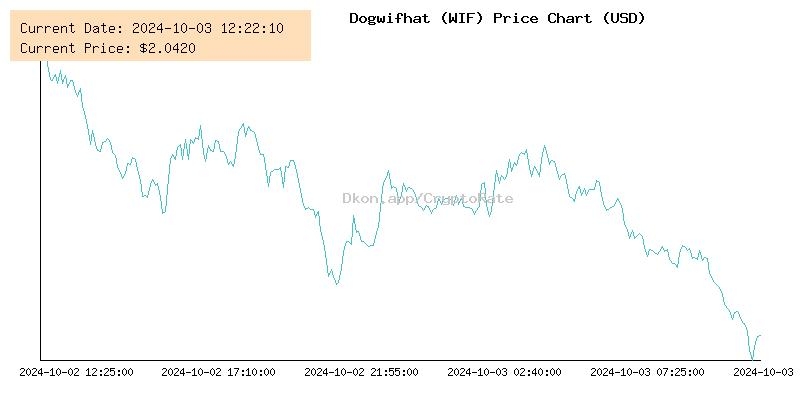 Dogwifhat (WIF) Price Chart (USD)
Current Date: 2024-10-03 12:22:10
Current Price: $2.0420
Dkon.app/CryptoRate
2024-10-02 12:25:00 2024-10-02 17:10:00 2024-10-02 21:55:00 2024-10-03 02:40:00 2024-10-03 07:25:00 2024-10-03